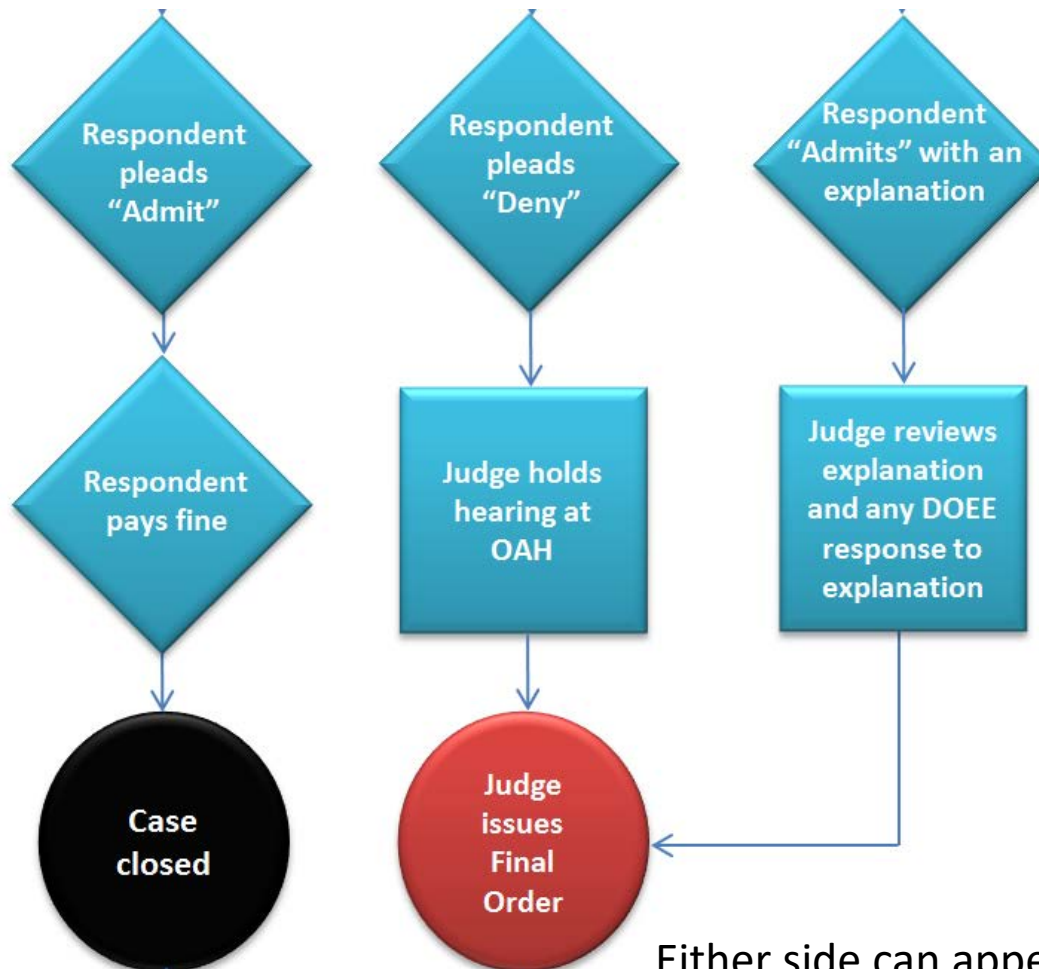 Respondent
pleads
“Admit”
Respondent
pays fine
Case
closed
Respondent
pleads
“Deny”
Judge holds
hearing at
OAH
Judge
issues
Final
Order
Respondent
“Admits” with an
explanation
Judge reviews
explanation
and any DOEE
response to
explanation
Either side can appe